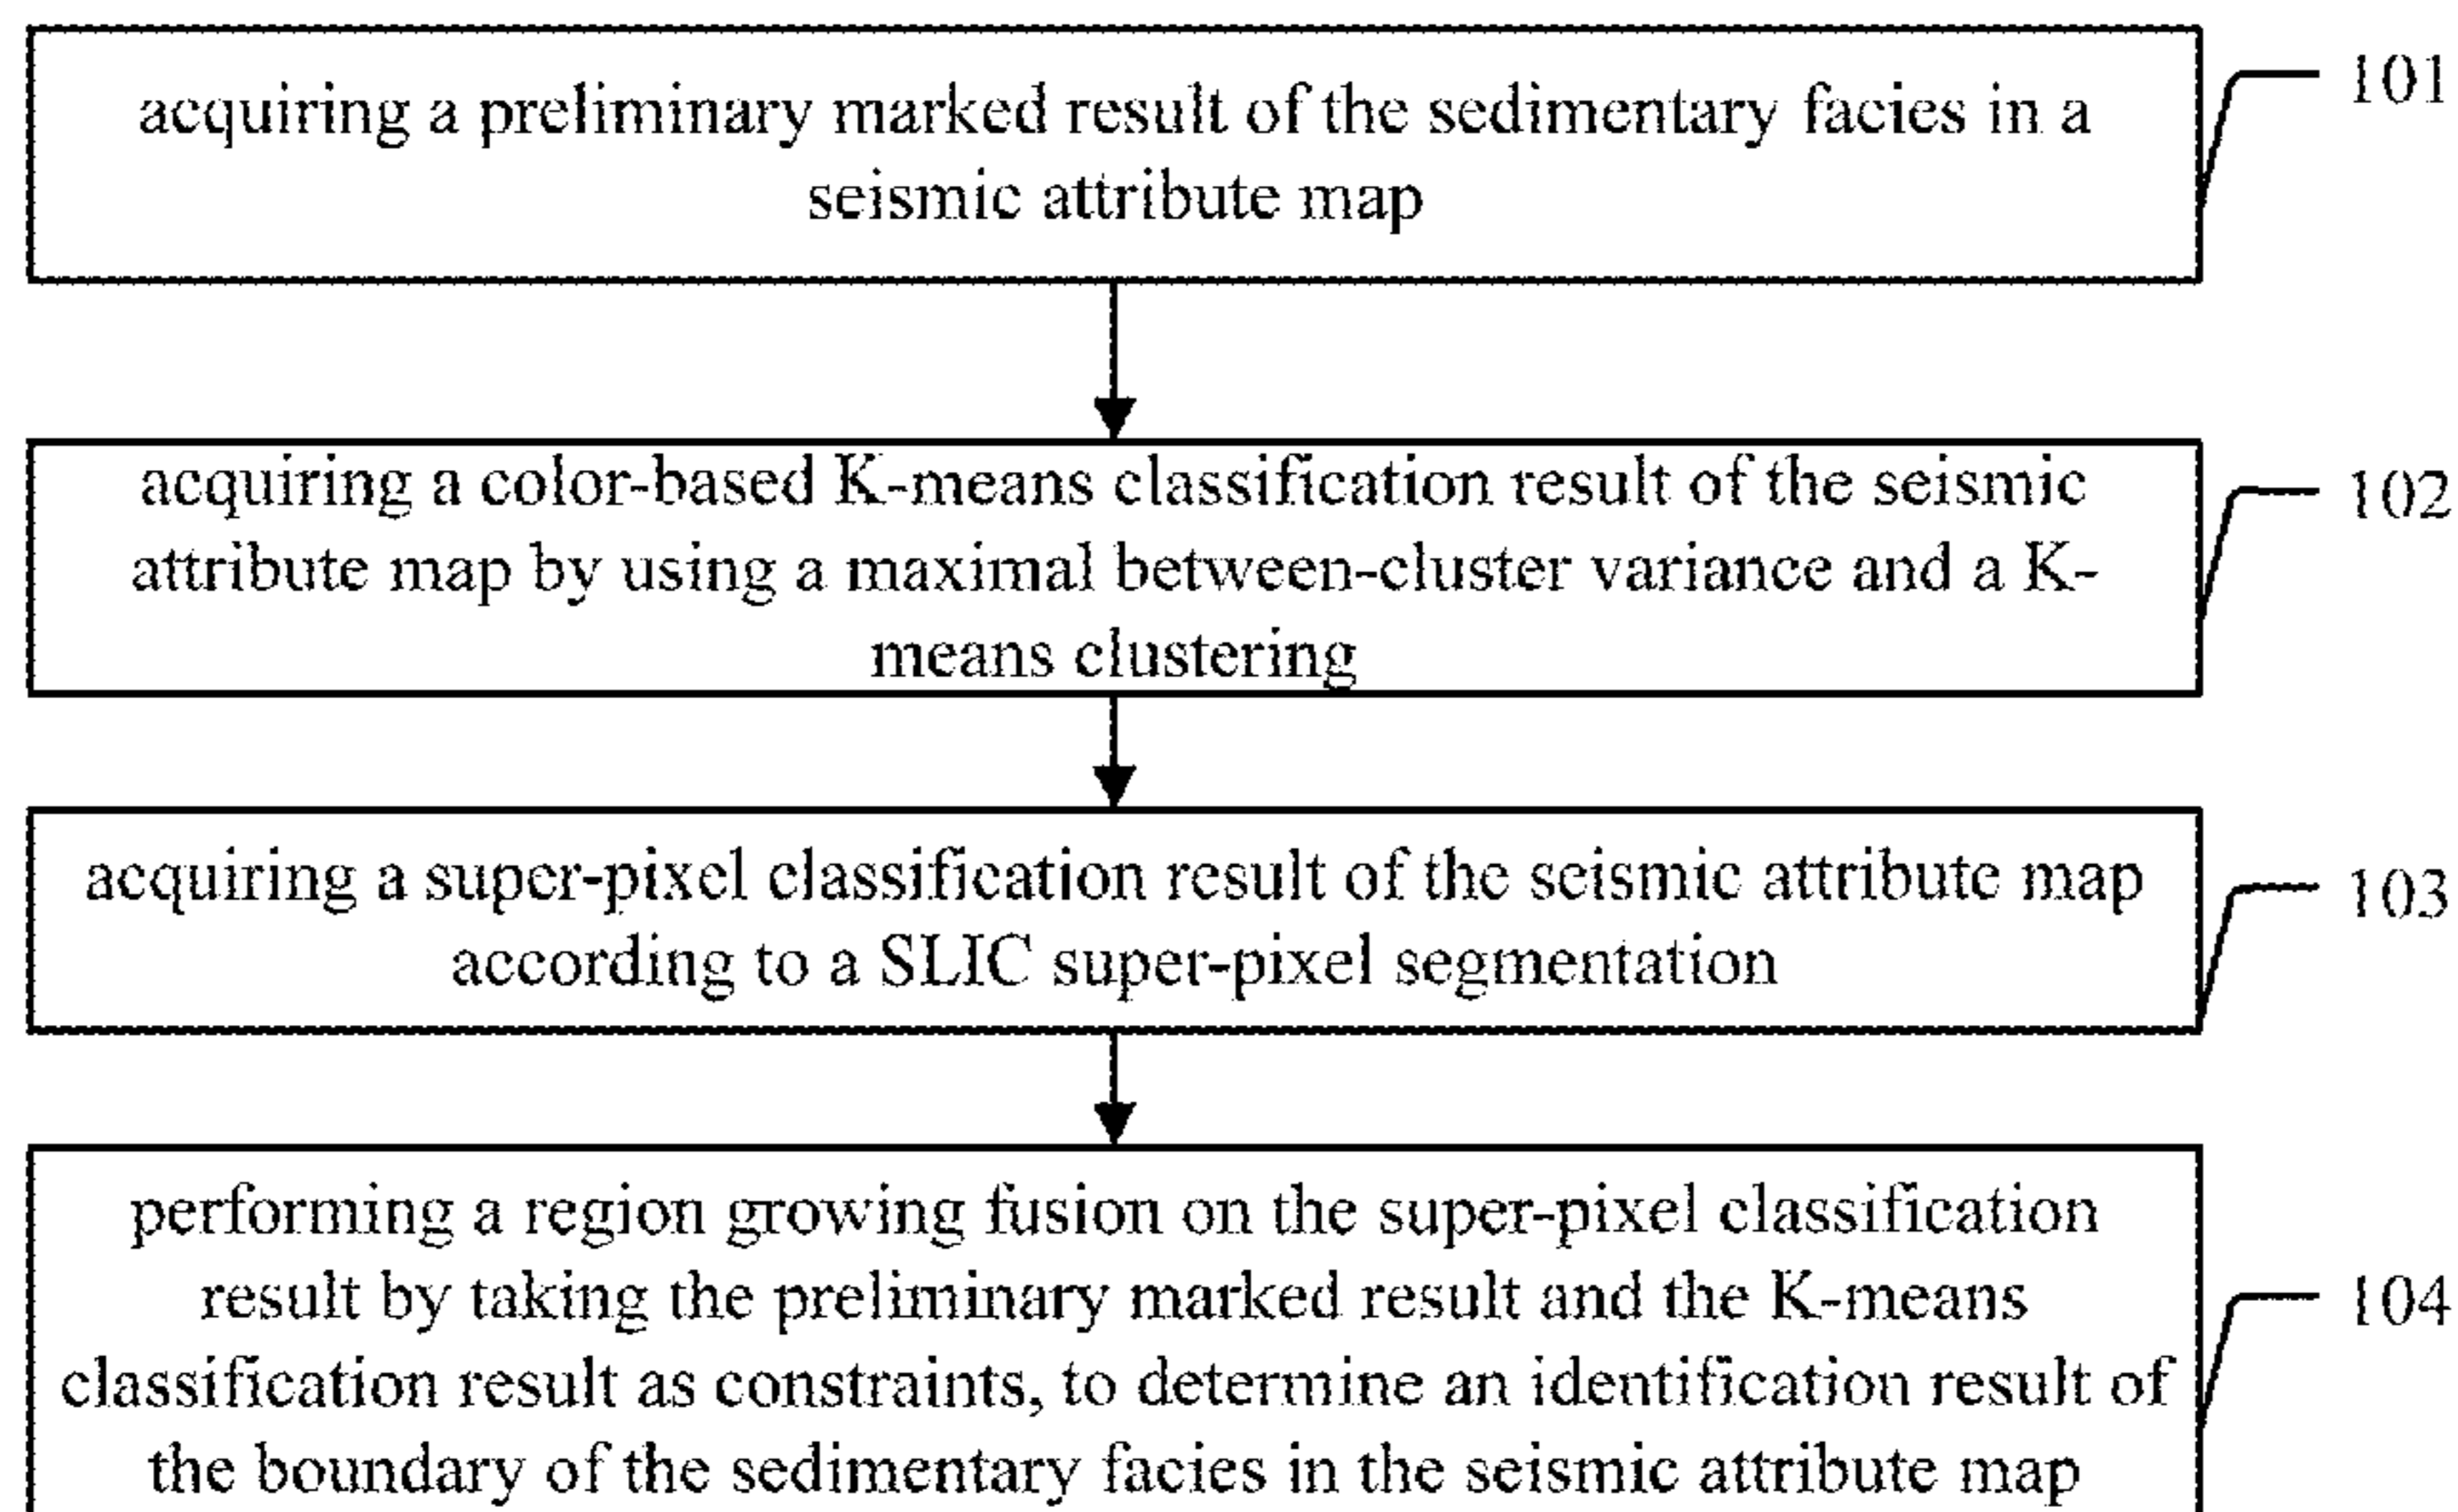 acquiring a preliminary marked result of the sedimentary facies in a
seismic attribute map
101
acquiring a color-based K-means classification result of the seismic
attribute map by using a maximal between-cluster variance and a K-
means clustering
102
acquiring a super-pixel classification result of the seismic attribute map
according to a SLIC super-pixel segmentation
103
performing a region growing fusion on the super-pixel classification
result by taking the preliminary marked result and the K-means
classification result as constraints, to determine an identification result of
the boundary of the sedimentary facies in the seismic attribute map
104